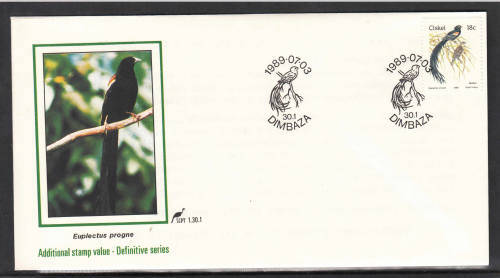 Euplectus progne
Additional stamp value - Definitive series
SEPT 1.30.1
1989-07-03
30.1
DIMBAZA
1989-07-03
30.1
DIMBAZA
Ciskei 18c